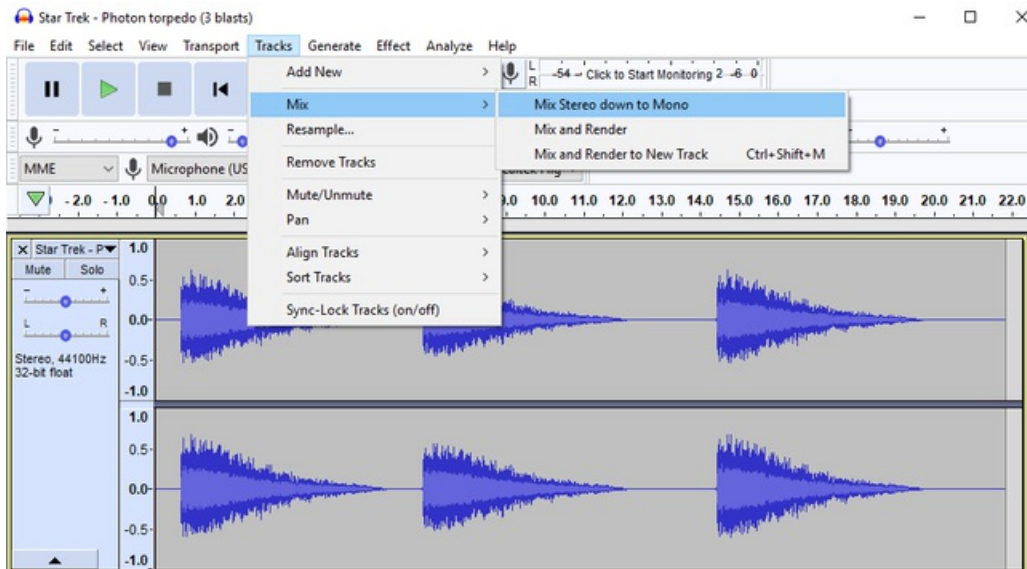 Star Trek - Photon torpedo (3 blasts)
File Edit Select View Transport Tracks Generate Effect Analyze Help
Add New
L
R
-54 Click to Start Monitoring 2 -6 0
Mix
Mix Stereo down to Mono
Resample...
Mix and Render
Remove Tracks
Mix and Render to New Track Ctrl+Shift+M
MME
Microphone (US
Mute/Unmute
- 2.0 - 1.0 0.0 1.0 2.0 9.0 10.0 11.0 12.0 13.0 14.0 15.0 16.0 17.0 18.0 19.0 20.0 21.0 22.0
Pan
Align Tracks
Sort Tracks
Sync-Lock Tracks (on/off)
X Star Trek - P
Mute Solo
- +
L R
Stereo, 44100Hz
32-bit float
1.0
0.5-
0.0-
-0.5-
-1.0
1.0
0.5-
0.0-
-0.5-
-1.0